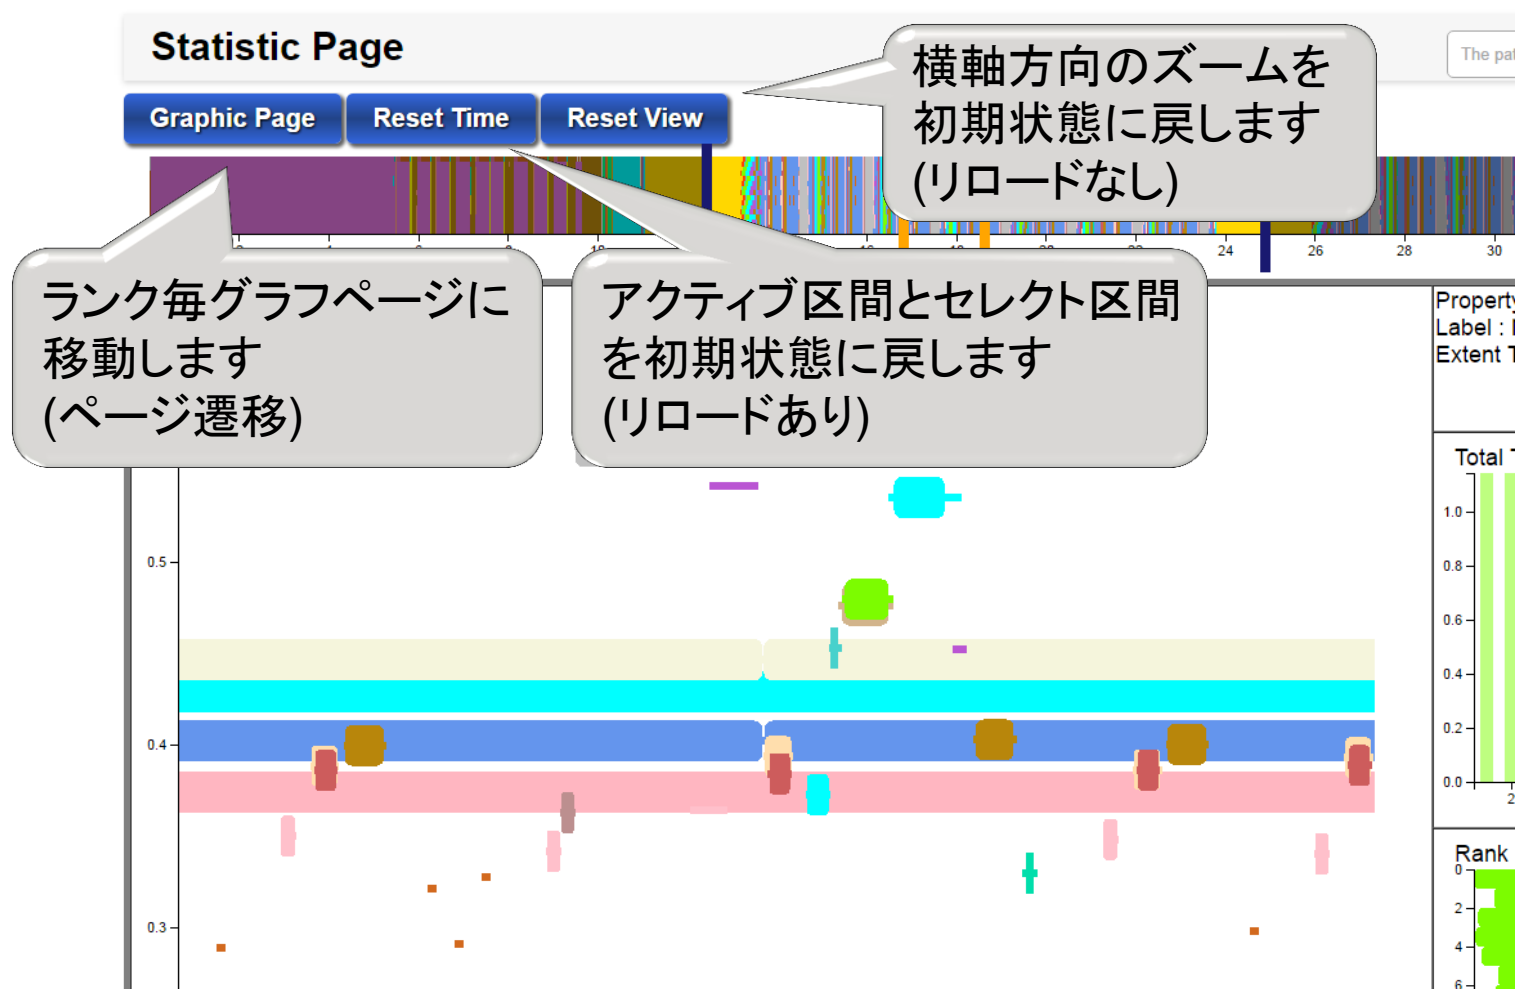 Statistic Page
The pat
Graphic Page
Reset Time
Reset View
横軸方向のズームを
初期状態に戻します
(リロードなし)
24
26
28
30
ランク毎グラフページに
移動します
(ページ遷移)
アクティブ区間とセレクト区間
を初期状態に戻します
(リロードあり)
Property
Label :
Extent T
Total T
1.0
0.8
0.6
0.4
0.2
0.0
2
0.5
0.4
0.3
Rank
0
2
4
6